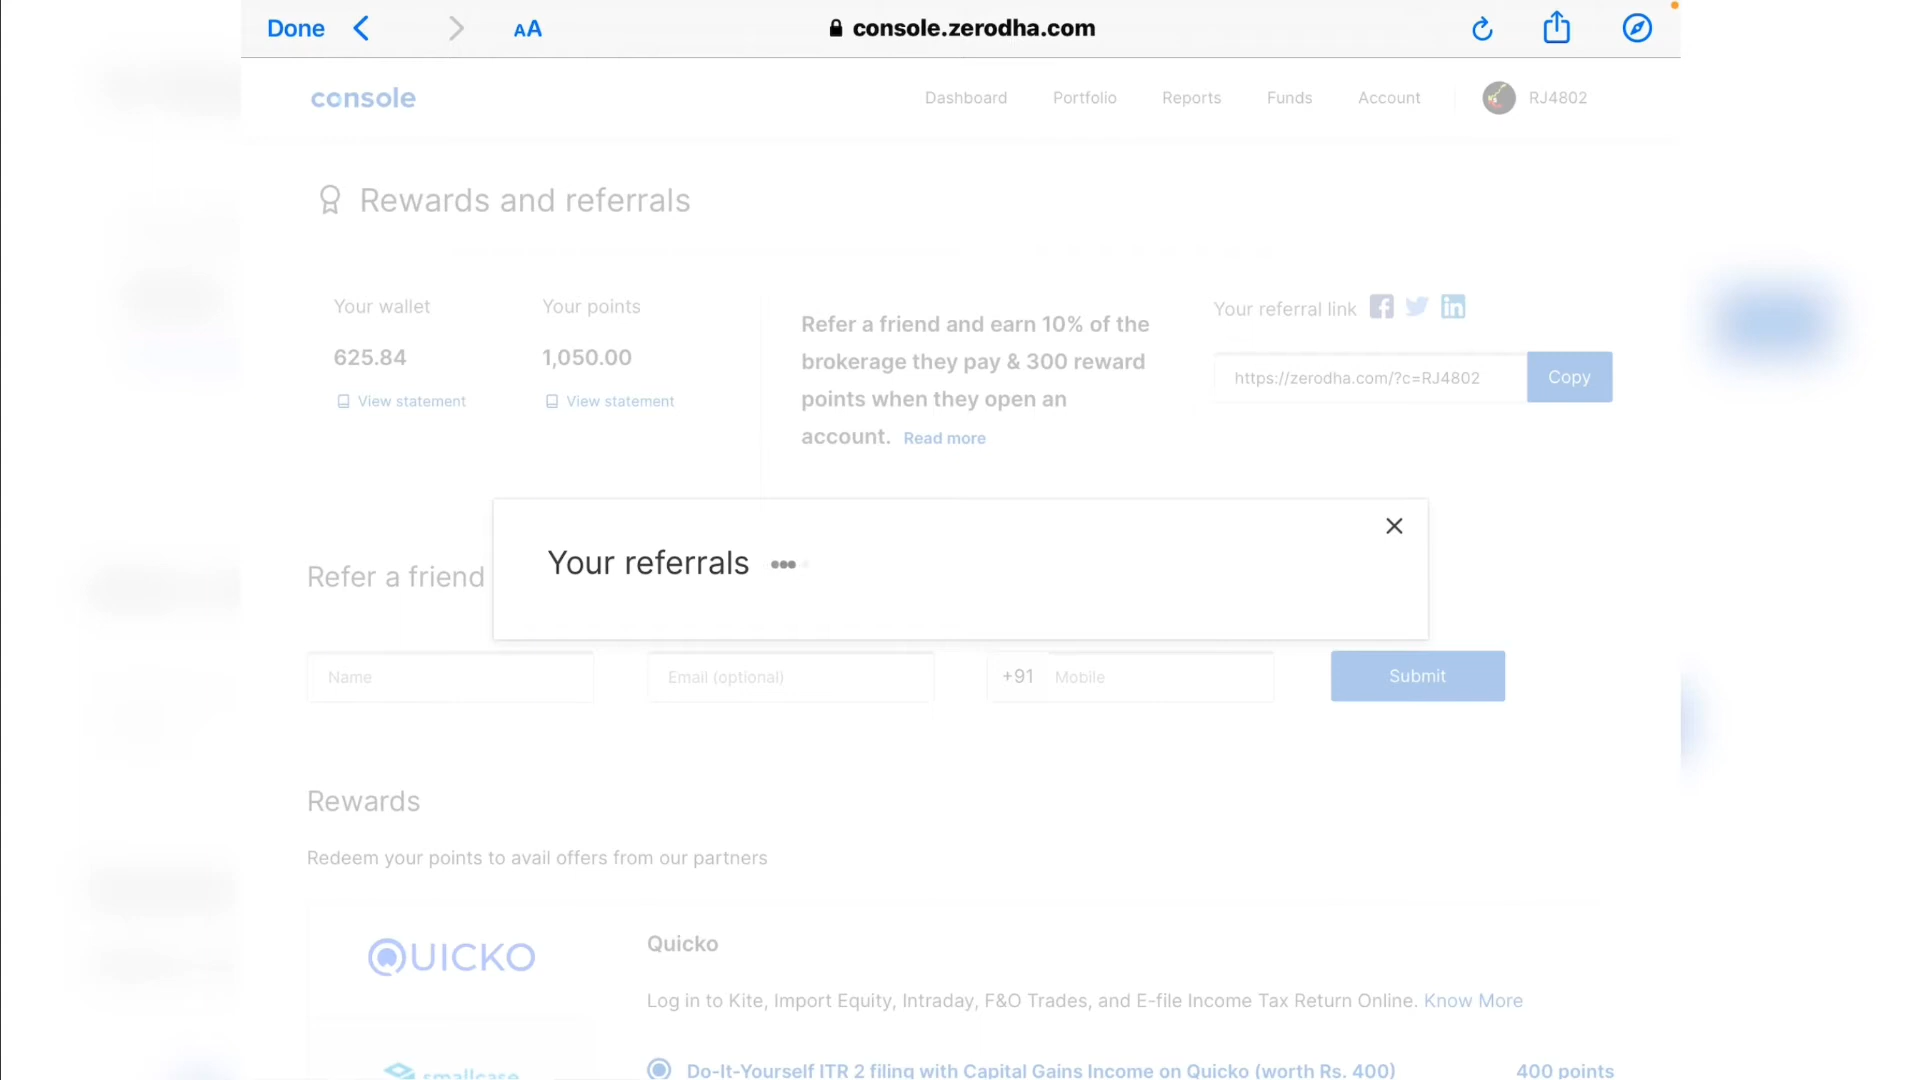 Done AA console.zerodha.com
console Dashboard Portfolio Reports Funds Account RJ4802
Rewards and referrals
Your wallet
625.84
View statement
Your points
1,050.00
View statement
Refer a friend and earn 10% of the
brokerage they pay & 300 reward
points when they open an
account. Read more
Your referral link
https://zerodha.com/?c=RJ4802 Copy
Your referrals
Refer a friend
Name Email (optional) +91 Mobile Submit
Rewards
Redeem your points to avail offers from our partners
QUICKO
Quicko
Log in to Kite, Import Equity, Intraday, F&O Trades, and E-file Income Tax Return Online. Know More
smallcase
Do-It-Yourself ITR 2 filing with Capital Gains Income on Quicko (worth Rs. 400) 400 points